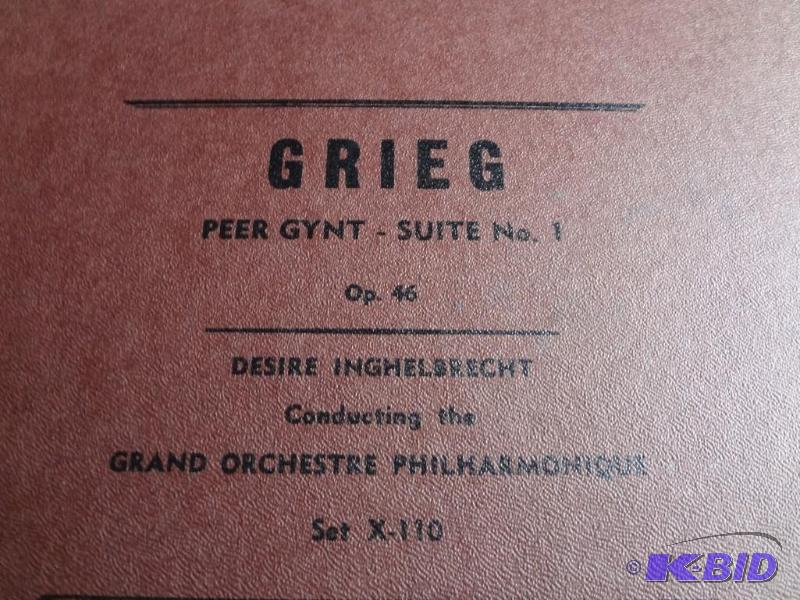 GRIEG
PEER GYNT - SUITE No. 1
Op. 46
DESIRE INGHELBRECHT
Conducting the
GRAND ORCHESTRE PHILHARMONIQUE
Set X-110
© K-BID